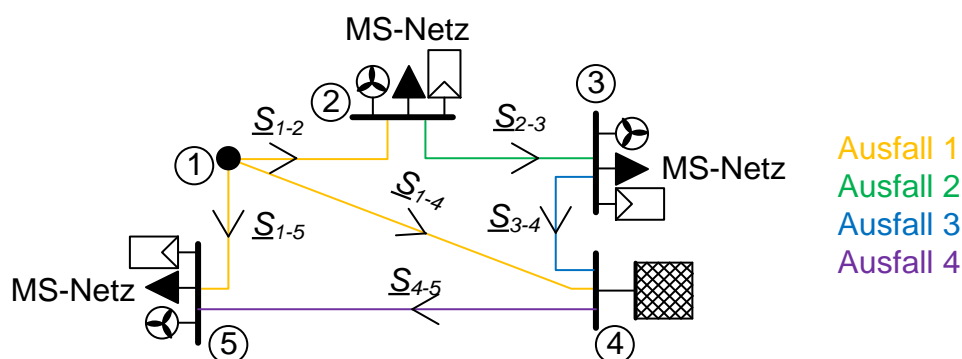 MS-Netz
2
3
S1-2
S2-3
1
S1-4
MS-Netz
S1-5
S3-4
MS-Netz
S4-5
5
4
Ausfall 1
Ausfall 2
Ausfall 3
Ausfall 4